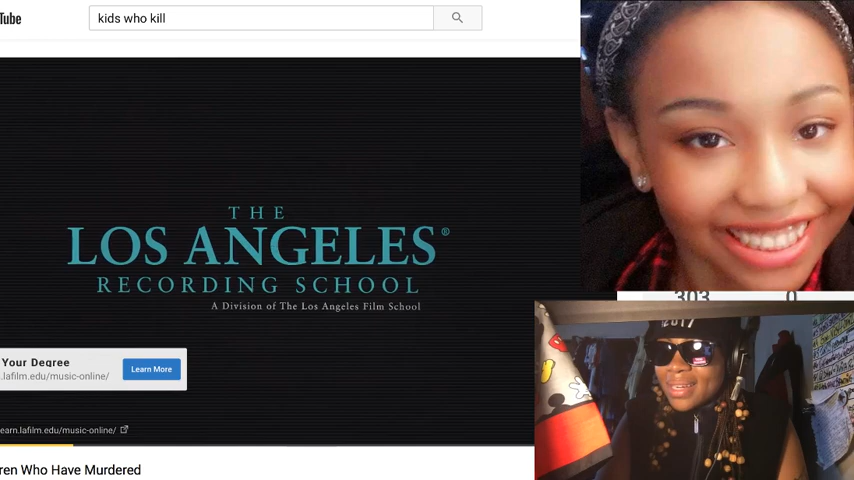 Tube
kids who kill
THE
LOS ANGELES®
RECORDING SCHOOL
A Division of The Los Angeles Film School
Your Degree
.lafilm.edu/music-online/
Learn More
earn.lafilm.edu/music-online/
ren Who Have Murdered
303 0
2017